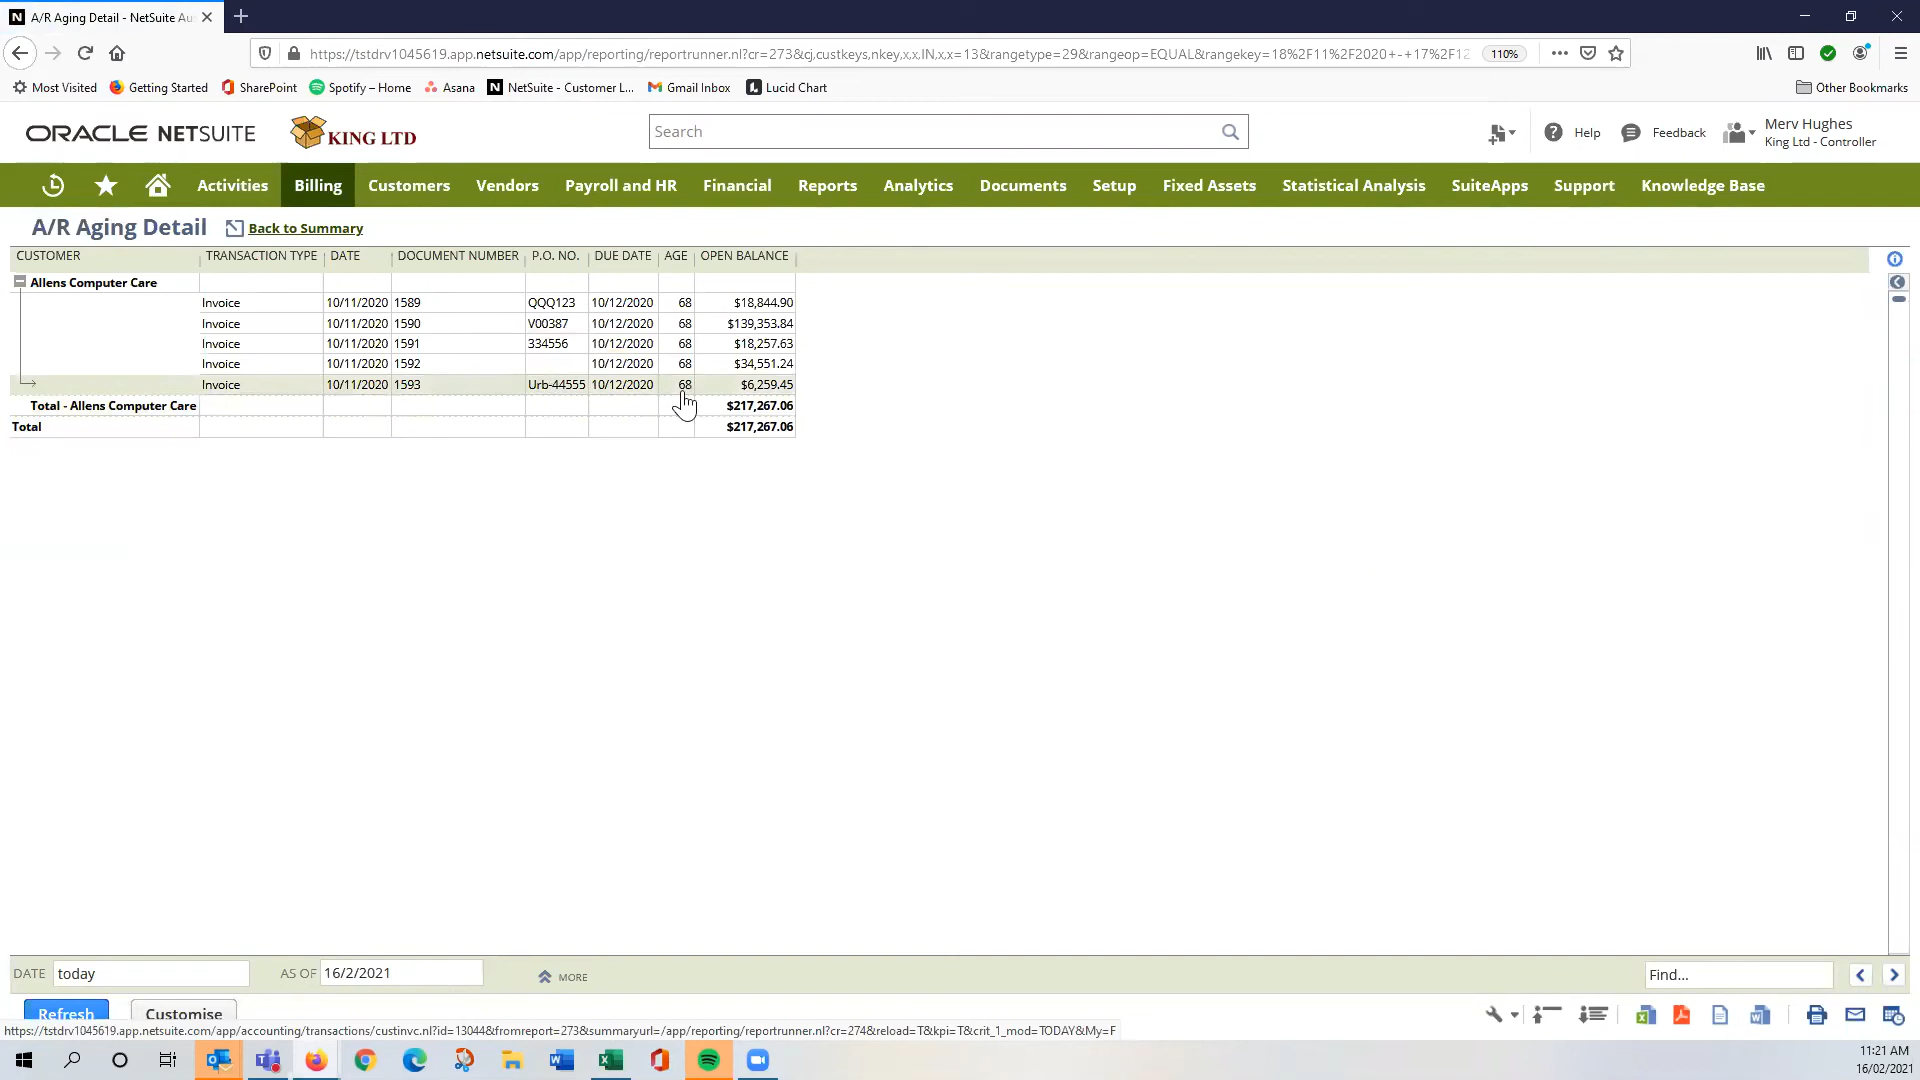 A/R Aging Detail - NetSuite Au
https://tstdrv1045619.app.netsuite.com/app/reporting/reportrunner.nl?cr=273&cj,custkeys,nkey,x,x,IN,x,x=13&rangetype=29&rangeop=EQUAL&rangekey=18%2F11%2F2020+-+17%2F12 110%
Most Visited Getting Started SharePoint Spotify – Home Asana NetSuite - Customer L... Gmail Inbox Lucid Chart Other Bookmarks
ORACLE NETSUITE KING LTD Search Help Feedback Merv Hughes
King Ltd - Controller
Activities Billing Customers Vendors Payroll and HR Financial Reports Analytics Documents Setup Fixed Assets Statistical Analysis SuiteApps Support Knowledge Base
A/R Aging Detail Back to Summary
CUSTOMER TRANSACTION TYPE DATE DOCUMENT NUMBER P.O. NO. DUE DATE AGE OPEN BALANCE
Allens Computer Care
Invoice 10/11/2020 1589 QQQ123 10/12/2020 68 $18,844.90
Invoice 10/11/2020 1590 V00387 10/12/2020 68 $139,353.84
Invoice 10/11/2020 1591 334556 10/12/2020 68 $18,257.63
Invoice 10/11/2020 1592 10/12/2020 68 $34,551.24
Invoice 10/11/2020 1593 Urb-44555 10/12/2020 68 $6,259.45
Total - Allens Computer Care $217,267.06
Total $217,267.06
DATE today AS OF 16/2/2021 MORE Find...
Refresh Customise
https://tstdrv1045619.app.netsuite.com/app/accounting/transactions/custinvc.nl?id=13044&fromreport=273&summaryurl=/app/reporting/reportrunner.nl?cr=274&reload=T&kpi=T&crit_1_mod=TODAY&My=F
11:21 AM
16/02/2021